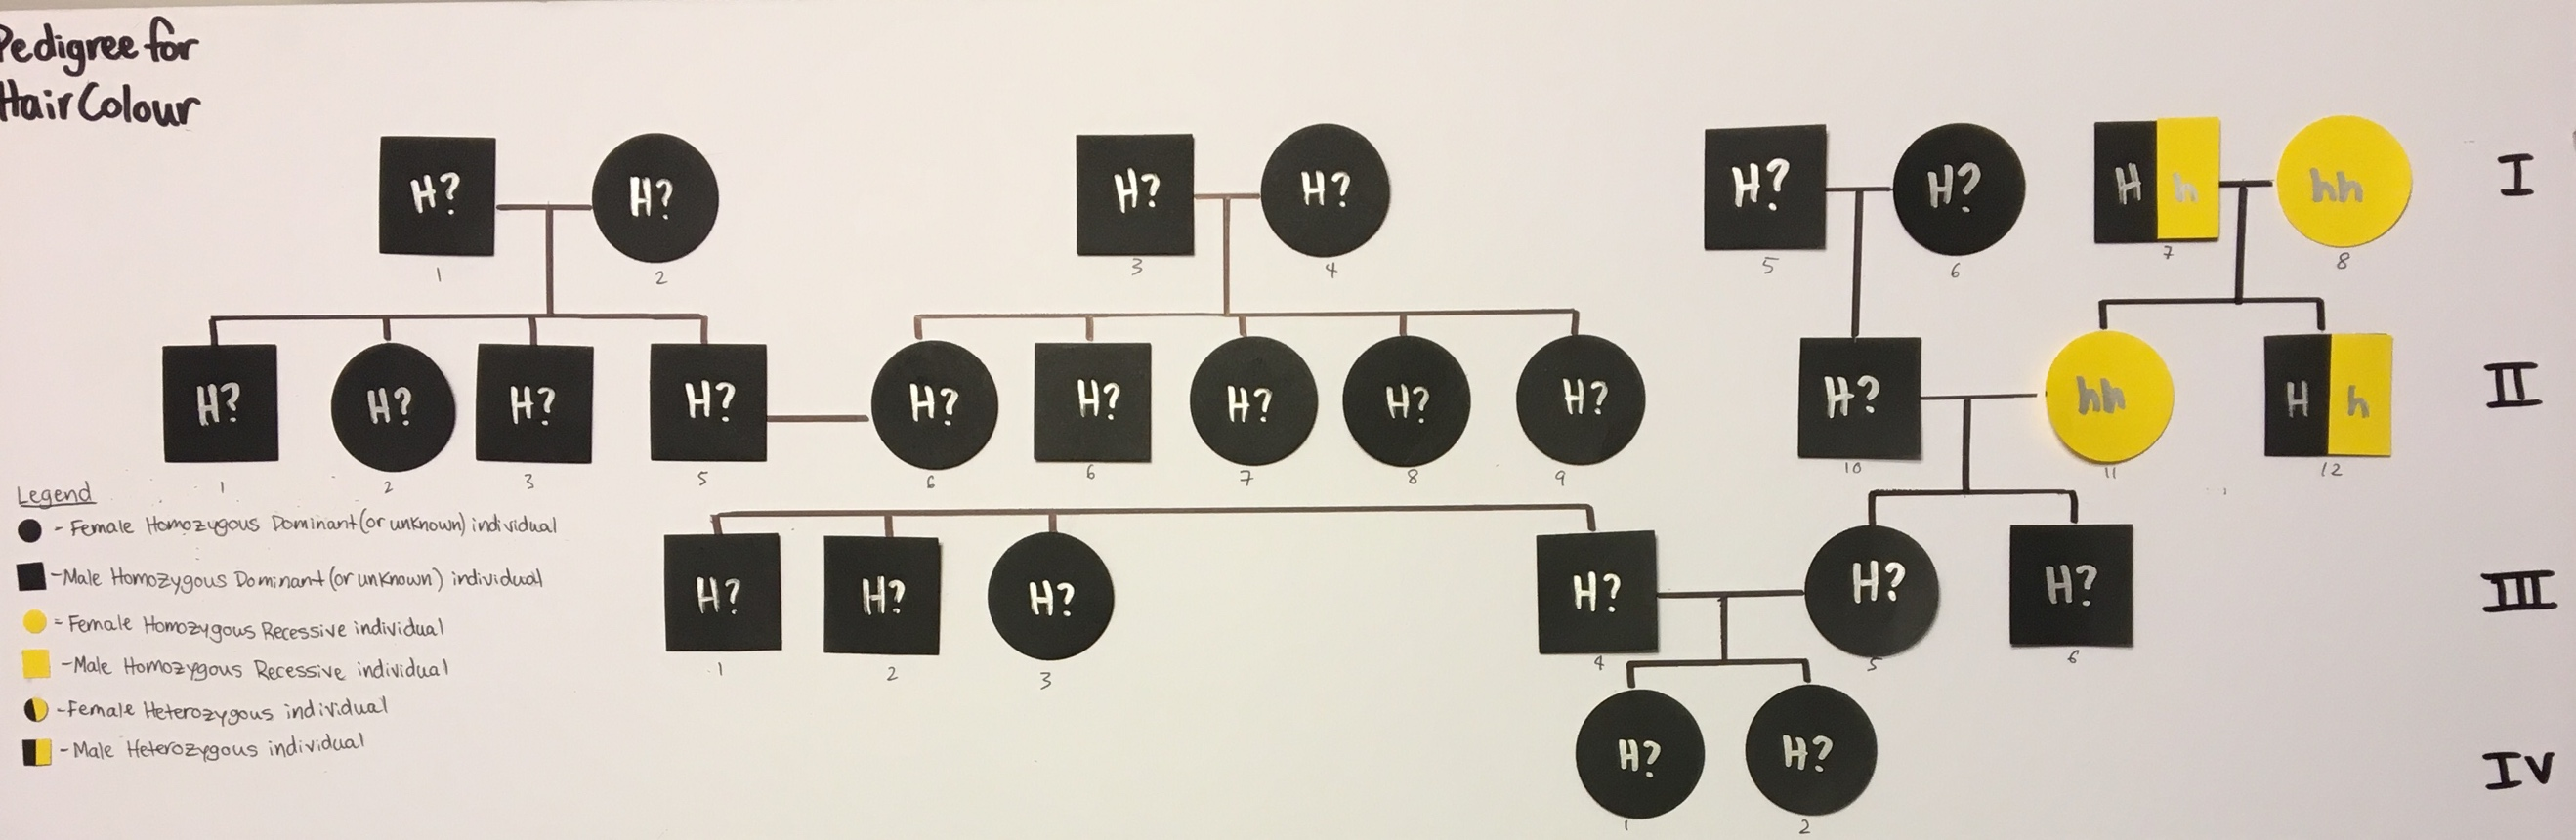 Pedigree for
Hair Colour
H? H? H? H? H? H? H h hh I
1 2 3 4 5 6 7 8
H? H? H? H? H? H? H? H? H? H? hh H h II
1 2 3 5 6 6 7 8 9 10 11 12
H? H? H? H? H? H? III
1 2 3 4 5 6
H? H? IV
1 2
Legend
- Female Homozygous Dominant (or unknown) individual
- Male Homozygous Dominant (or unknown) individual
= Female Homozygous Recessive individual
- Male Homozygous Recessive individual
- Female Heterozygous individual
- Male Heterozygous individual